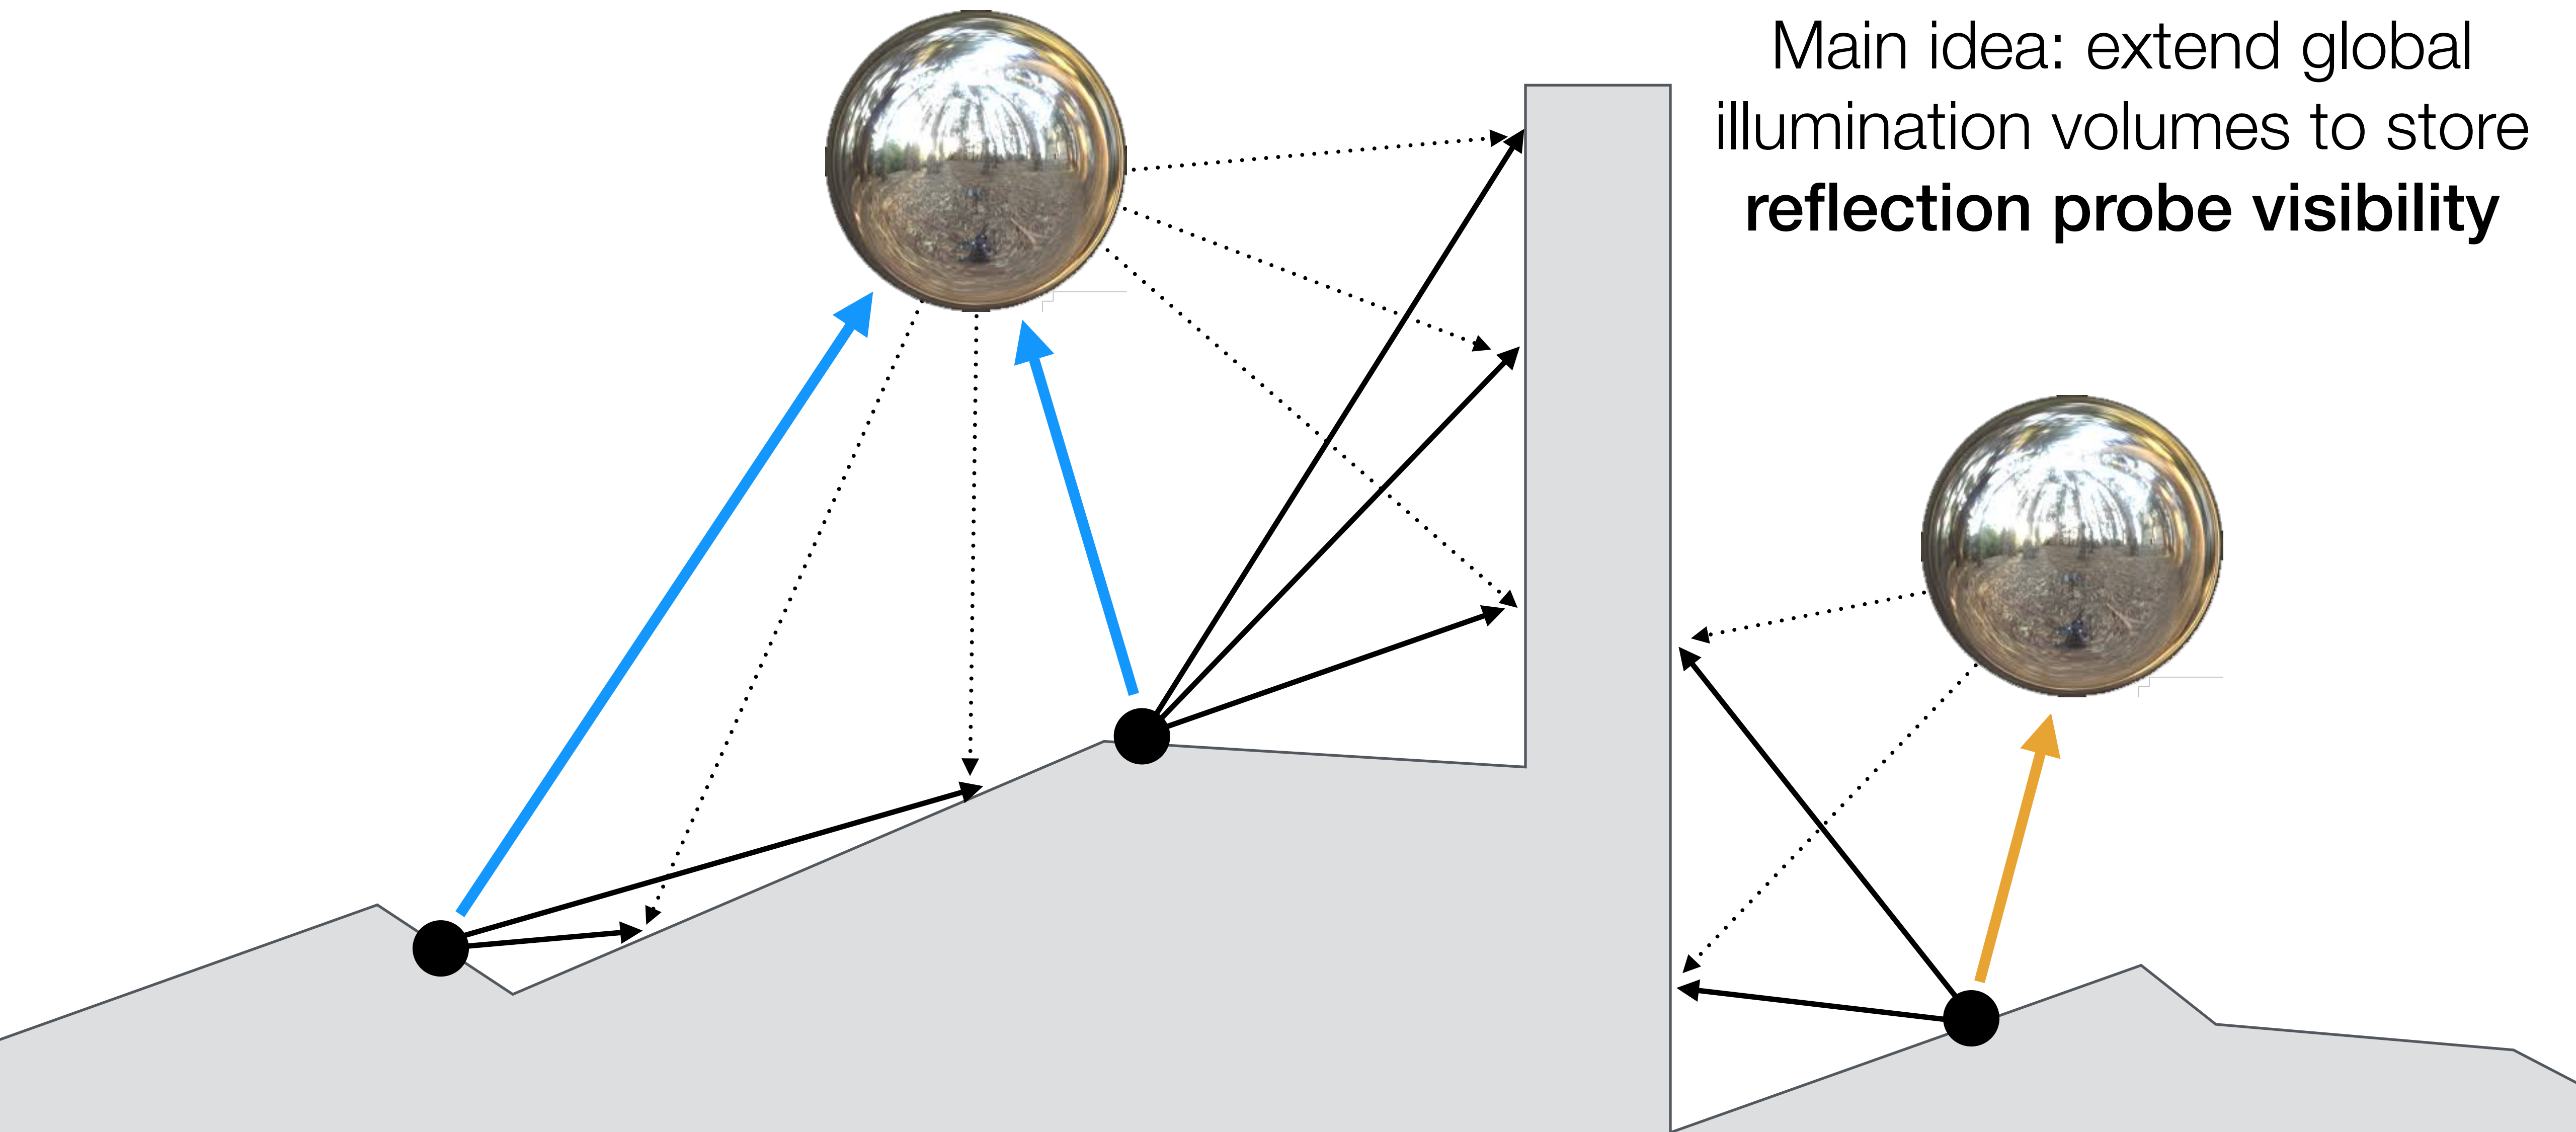 Main idea: extend global
illumination volumes to store
reflection probe visibility